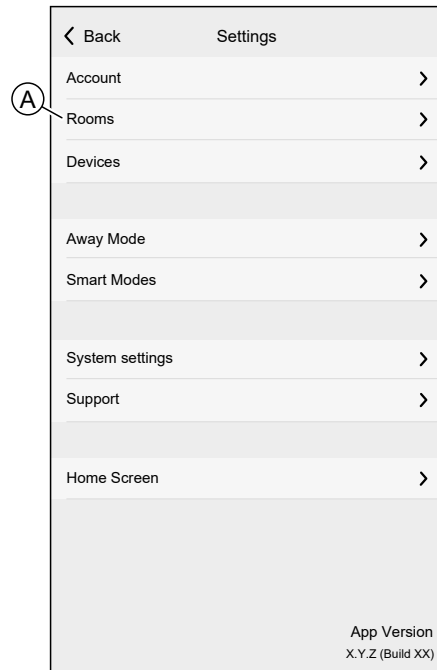 Back Settings
Account
A
Rooms
Devices
Away Mode
Smart Modes
System settings
Support
Home Screen
App Version
X.Y.Z (Build XX)